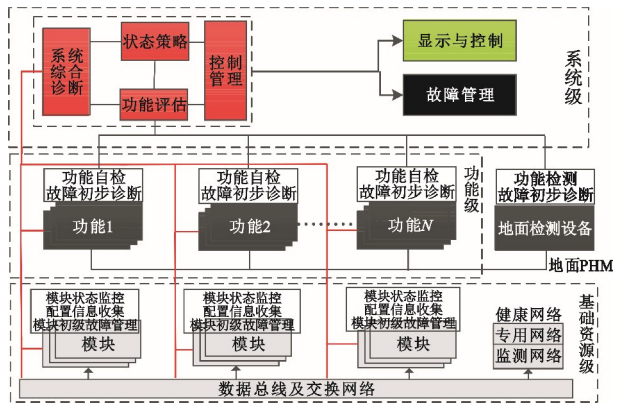 系统
综合
诊断
状态策略
功能评估
控制
管理
显示与控制
故障管理
系统级
功能自检
故障初步诊断
功能1
功能自检
故障初步诊断
功能2
功能自检
故障初步诊断
功能N
功能级
功能检测
故障初步诊断
地面检测设备
地面PHM
模块状态监控
配置信息收集
模块初级故障管理
模块
模块状态监控
配置信息收集
模块初级故障管理
模块
模块状态监控
配置信息收集
模块初级故障管理
模块
健康网络
专用网络
监测网络
基础资源级
数据总线及交换网络